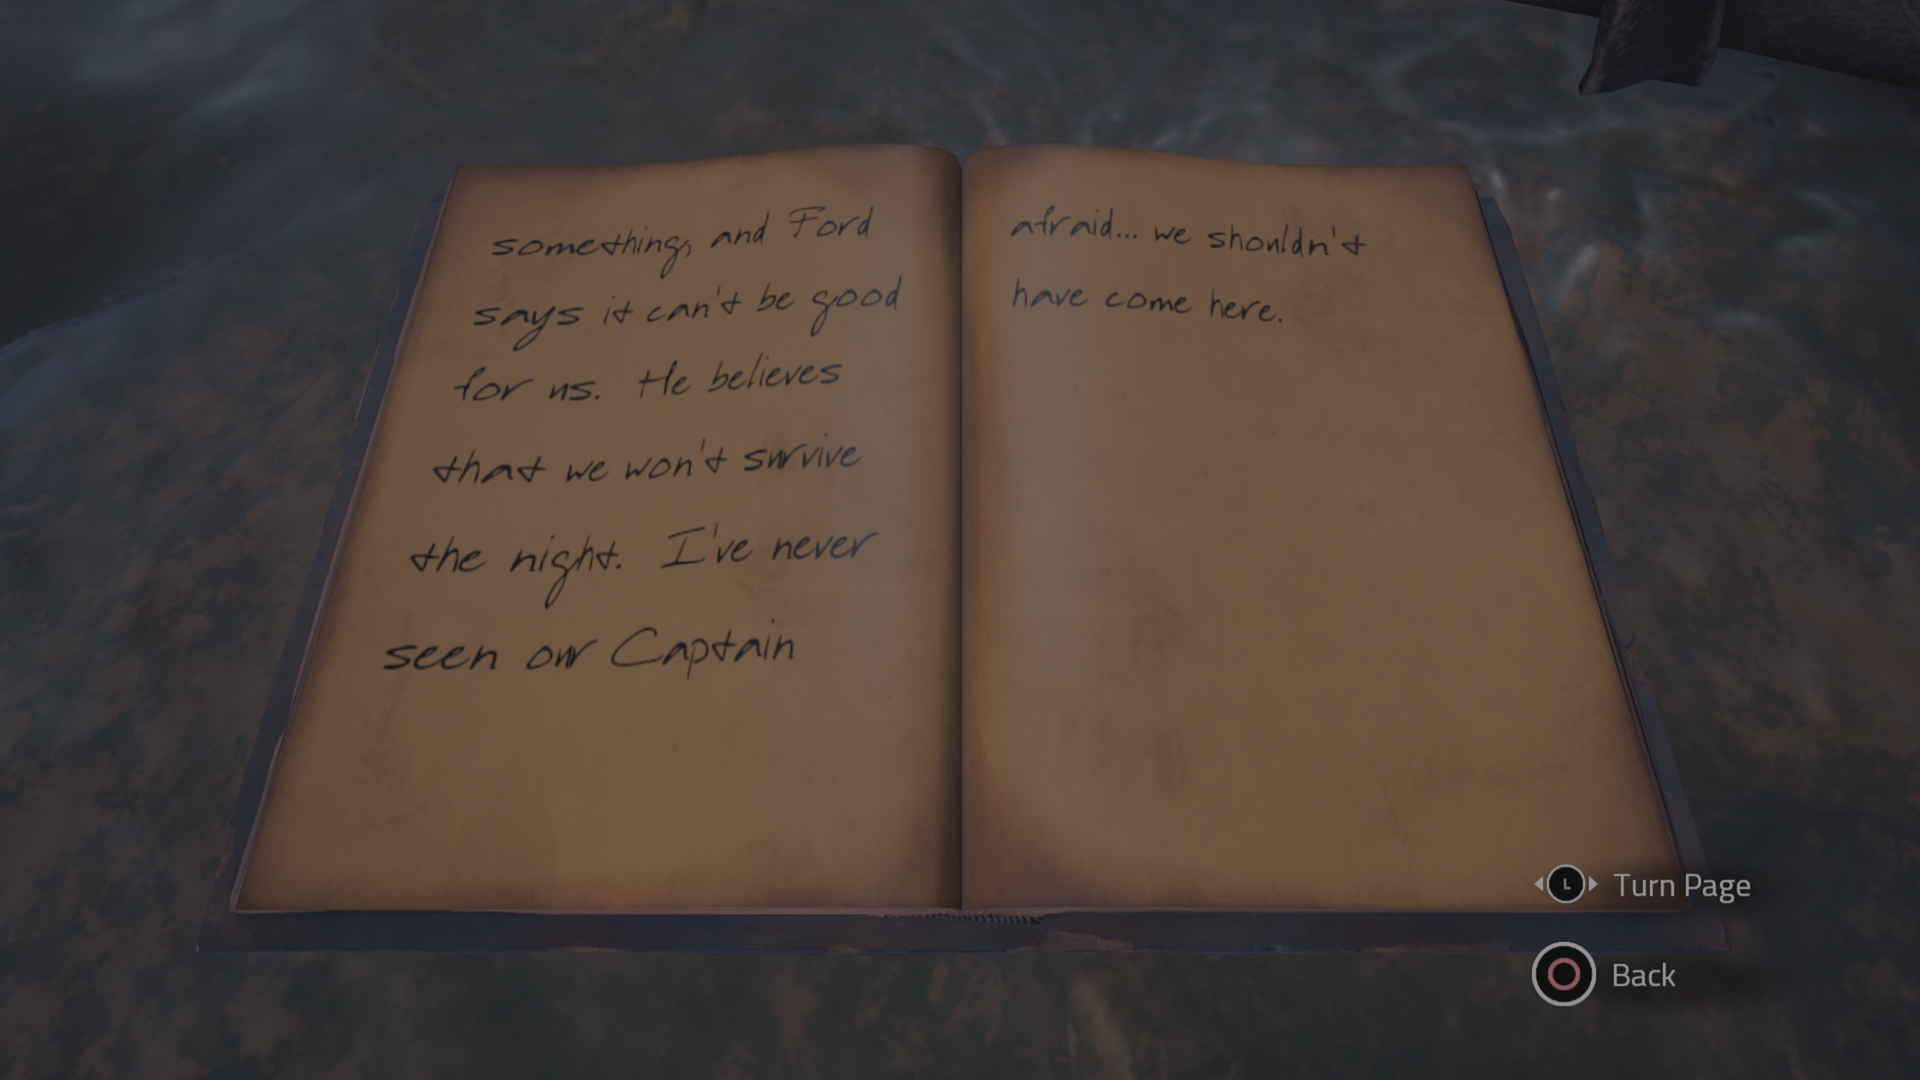 something, and Ford
says it can't be good
for us. He believes
that we won't survive
the night. I've never
seen our Captain
afraid... we shouldn't
have come here.
L Turn Page
Back